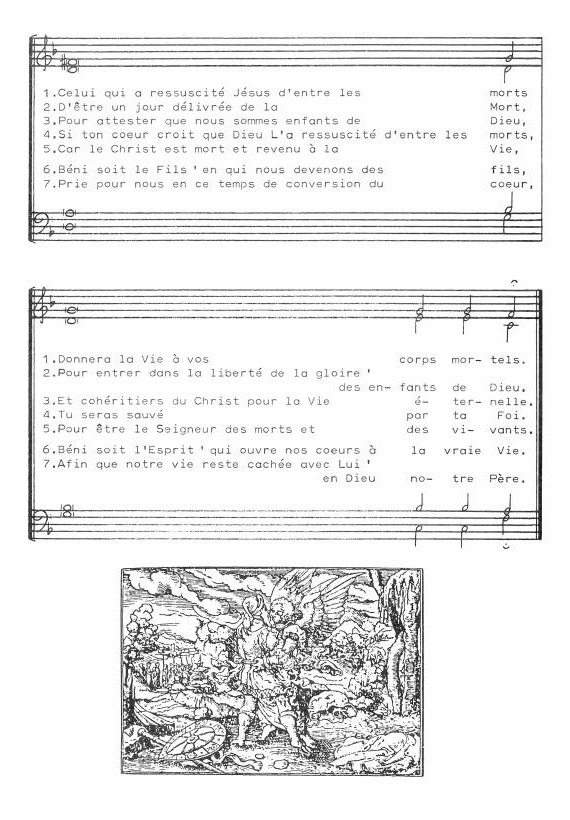 1.Celui qui a ressuscité Jésus d'entre les morts
2.D'être un jour délivrée de la Mort,
3.Pour attester que nous sommes enfants de Dieu,
4.Si ton coeur croit que Dieu L'a ressuscité d'entre les morts,
5.Car le Christ est mort et revenu à la Vie,
6.Béni soit le Fils ' en qui nous devenons des fils,
7.Prie pour nous en ce temps de conversion du coeur,
1.Donnera la Vie à vos corps mor- tels.
2.Pour entrer dans la liberté de la gloire '
des en- fants de Dieu.
3.Et cohéritiers du Christ pour la Vie é- ter- nelle.
4.Tu seras sauvé par ta Foi.
5.Pour être le Seigneur des morts et des vi- vants.
6.Béni soit l'Esprit ' qui ouvre nos coeurs à la vraie Vie.
7.Afin que notre vie reste cachée avec Lui '
en Dieu no- tre Père.